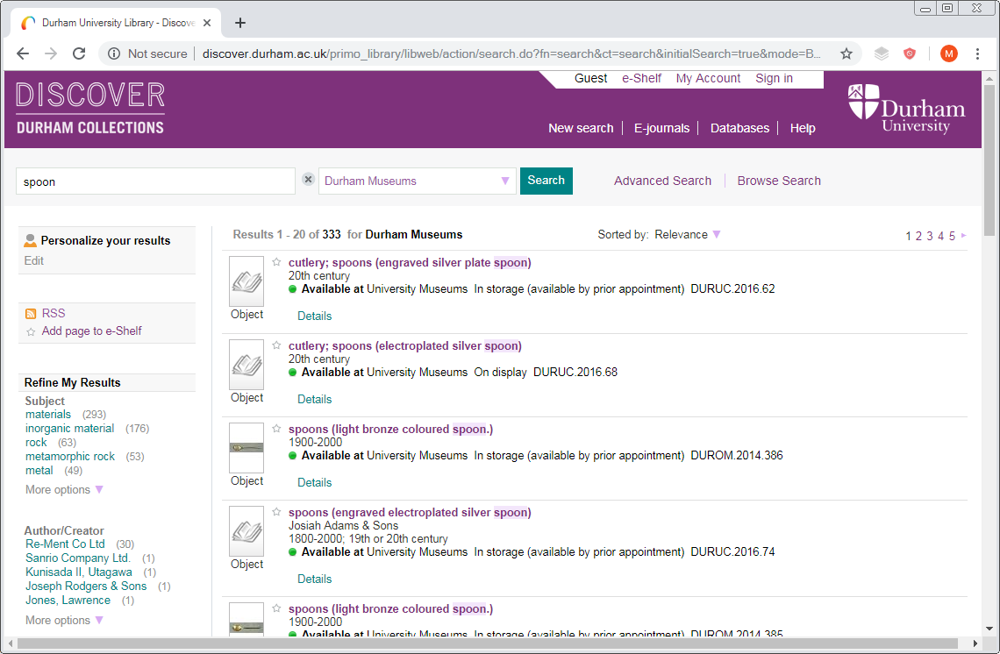 Durham University Library - Discove
Not secure
discover.durham.ac.uk/primo_library/libweb/action/search.do?fn=search&ct=search&initialSearch=true&mode=B...
M
DISCOVER
DURHAM COLLECTIONS
Guest e-Shelf My Account Sign in
New search E-journals Databases Help
Durham
University
spoon
Durham Museums
Search
Advanced Search Browse Search
Personalize your results
Edit
RSS
Add page to e-Shelf
Refine My Results
Subject
materials (293)
inorganic material (176)
rock (63)
metamorphic rock (53)
metal (49)
More options
Author/Creator
Re-Ment Co Ltd (30)
Sanrio Company Ltd. (1)
Kunisada II, Utagawa (1)
Joseph Rodgers & Sons (1)
Jones, Lawrence (1)
More options
Results 1 - 20 of 333 for Durham Museums
Sorted by: Relevance
1 2 3 4 5
cutlery; spoons (engraved silver plate spoon)
20th century
Available at University Museums In storage (available by prior appointment) DURUC.2016.62
Object
Details
cutlery; spoons (electroplated silver spoon)
20th century
Available at University Museums On display DURUC.2016.68
Object
Details
spoons (light bronze coloured spoon.)
1900-2000
Available at University Museums In storage (available by prior appointment) DUROM.2014.386
Object
Details
spoons (engraved electroplated silver spoon)
Josiah Adams & Sons
1800-2000; 19th or 20th century
Available at University Museums In storage (available by prior appointment) DURUC.2016.74
Object
Details
spoons (light bronze coloured spoon.)
1900-2000
Available at University Museums In storage (available by prior appointment) DUROM.2014.385